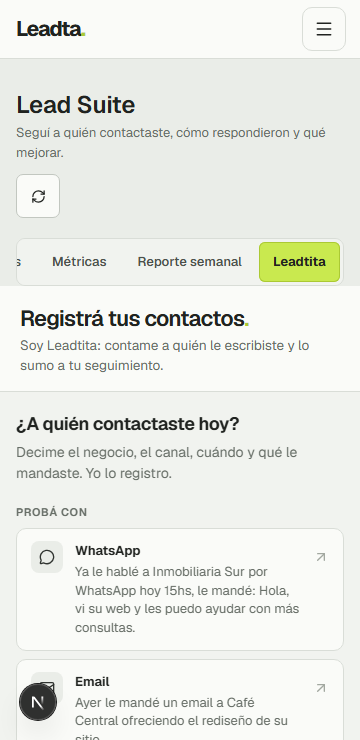 Leadta.
Lead Suite
Seguí a quién contactaste, cómo respondieron y qué
mejorar.
s Métricas Reporte semanal Leadtita
Registrá tus contactos.
Soy Leadtita: contame a quién le escribiste y lo
sumo a tu seguimiento.
¿A quién contactaste hoy?
Decime el negocio, el canal, cuándo y qué le
mandaste. Yo lo registro.
PROBÁ CON
WhatsApp
Ya le hablé a Inmobiliaria Sur por
WhatsApp hoy 15hs, le mandé: Hola,
vi su web y les puedo ayudar con más
consultas.
Email
Ayer le mandé un email a Café
Central ofreciendo el rediseño de su
sitio.
N